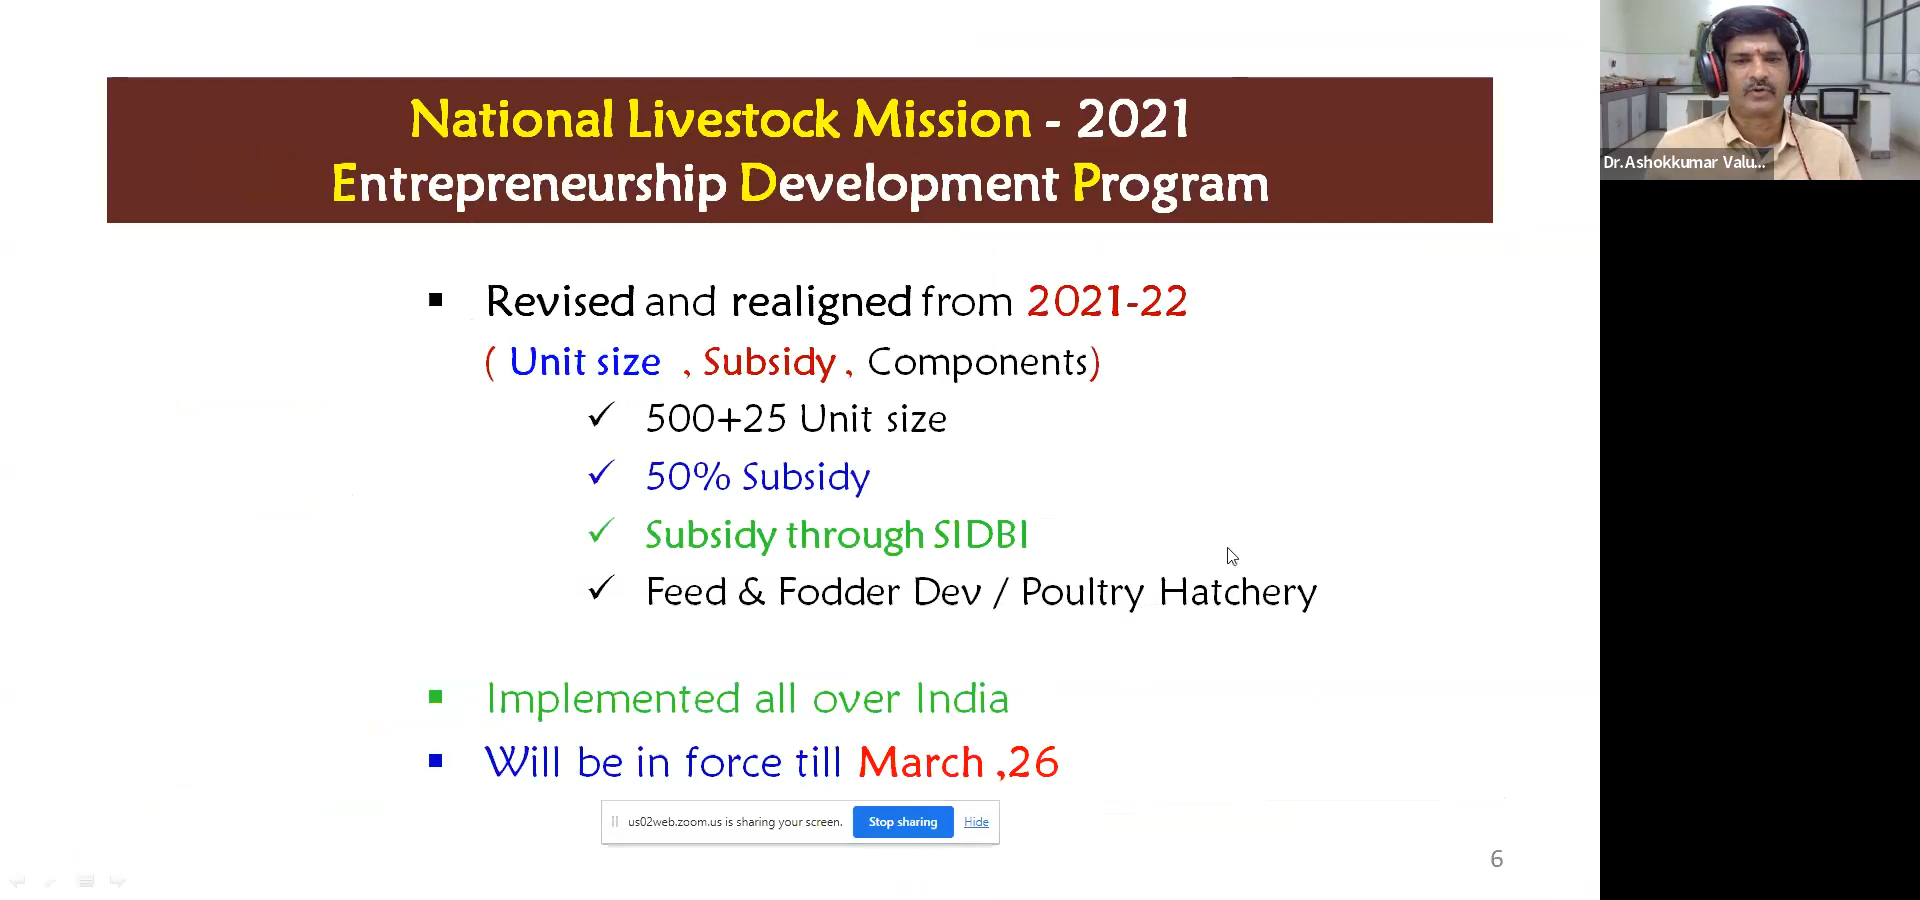 National Livestock Mission - 2021
Entrepreneurship Development Program
Dr.Ashokkumar Valu...
▪ Revised and realigned from 2021-22
( Unit size , Subsidy , Components)
✓ 500+25 Unit size
✓ 50% Subsidy
✓ Subsidy through SIDBI
✓ Feed & Fodder Dev / Poultry Hatchery
▪ Implemented all over India
▪ Will be in force till March ,26
us02web.zoom.us is sharing your screen. Stop sharing Hide
6